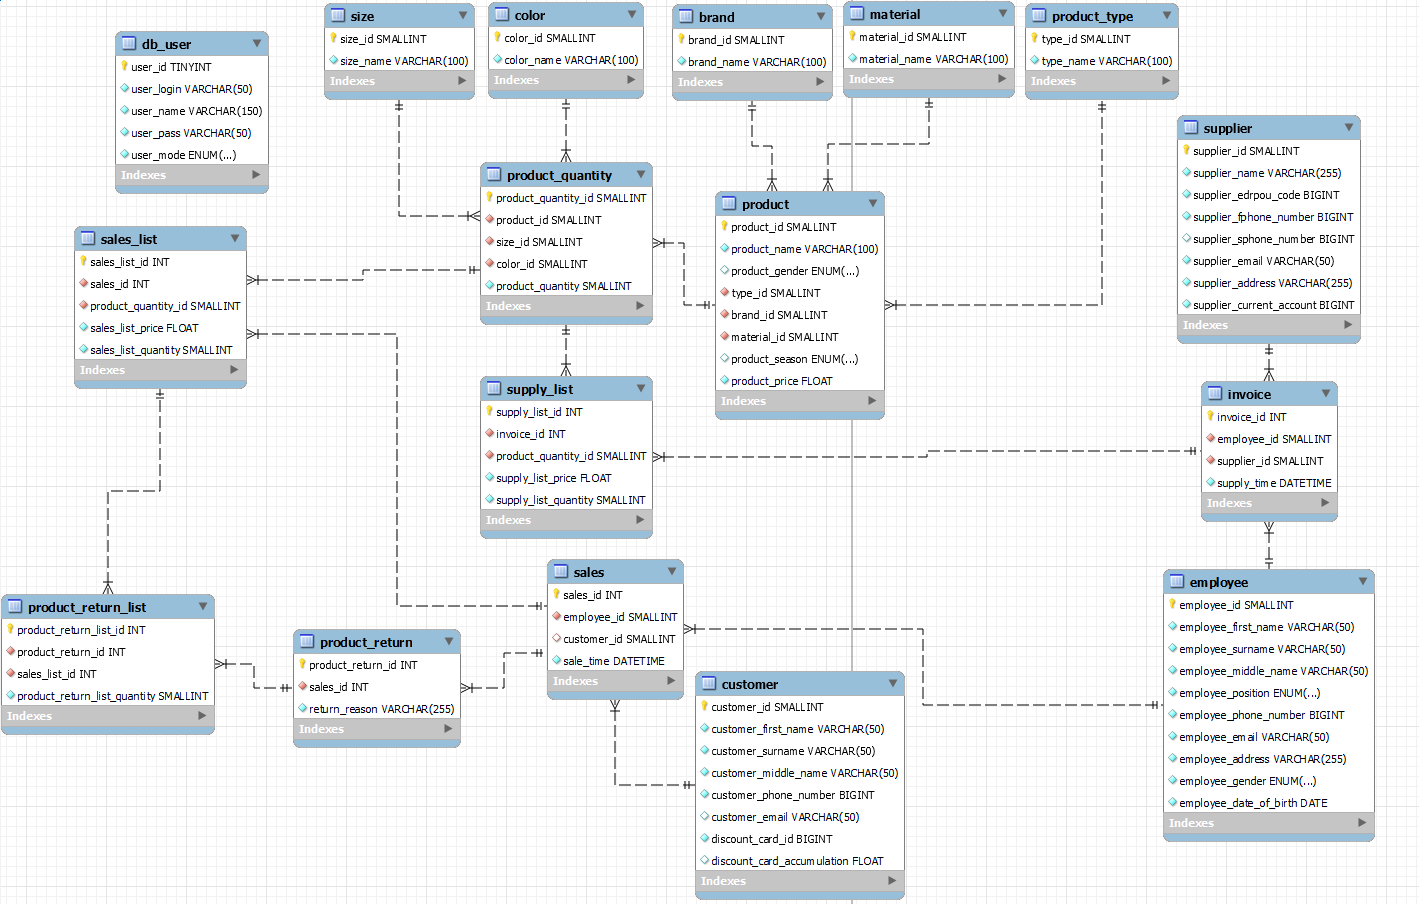 db_user
user_id TINYINT
user_login VARCHAR(50)
user_name VARCHAR(150)
user_pass VARCHAR(50)
user_mode ENUM(...)
Indexes
size
size_id SMALLINT
size_name VARCHAR(100)
Indexes
color
color_id SMALLINT
color_name VARCHAR(100)
Indexes
brand
brand_id SMALLINT
brand_name VARCHAR(100)
Indexes
material
material_id SMALLINT
material_name VARCHAR(100)
Indexes
product_type
type_id SMALLINT
type_name VARCHAR(100)
Indexes
supplier
supplier_id SMALLINT
supplier_name VARCHAR(255)
supplier_edrpou_code BIGINT
supplier_fphone_number BIGINT
supplier_sphone_number BIGINT
supplier_email VARCHAR(50)
supplier_address VARCHAR(255)
supplier_current_account BIGINT
Indexes
product_quantity
product_quantity_id SMALLINT
product_id SMALLINT
size_id SMALLINT
color_id SMALLINT
product_quantity SMALLINT
Indexes
product
product_id SMALLINT
product_name VARCHAR(100)
product_gender ENUM(...)
type_id SMALLINT
brand_id SMALLINT
material_id SMALLINT
product_season ENUM(...)
product_price FLOAT
Indexes
sales_list
sales_list_id INT
sales_id INT
product_quantity_id SMALLINT
sales_list_price FLOAT
sales_list_quantity SMALLINT
Indexes
supply_list
supply_list_id INT
invoice_id INT
product_quantity_id SMALLINT
supply_list_price FLOAT
supply_list_quantity SMALLINT
Indexes
invoice
invoice_id INT
employee_id SMALLINT
supplier_id SMALLINT
supply_time DATETIME
Indexes
sales
sales_id INT
employee_id SMALLINT
customer_id SMALLINT
sale_time DATETIME
Indexes
employee
employee_id SMALLINT
employee_first_name VARCHAR(50)
employee_surname VARCHAR(50)
employee_middle_name VARCHAR(50)
employee_position ENUM(...)
employee_phone_number BIGINT
employee_email VARCHAR(50)
employee_address VARCHAR(255)
employee_gender ENUM(...)
employee_date_of_birth DATE
Indexes
product_return_list
product_return_list_id INT
product_return_id INT
sales_list_id INT
product_return_list_quantity SMALLINT
Indexes
product_return
product_return_id INT
sales_id INT
return_reason VARCHAR(255)
Indexes
customer
customer_id SMALLINT
customer_first_name VARCHAR(50)
customer_surname VARCHAR(50)
customer_middle_name VARCHAR(50)
customer_phone_number BIGINT
customer_email VARCHAR(50)
discount_card_id BIGINT
discount_card_accumulation FLOAT
Indexes